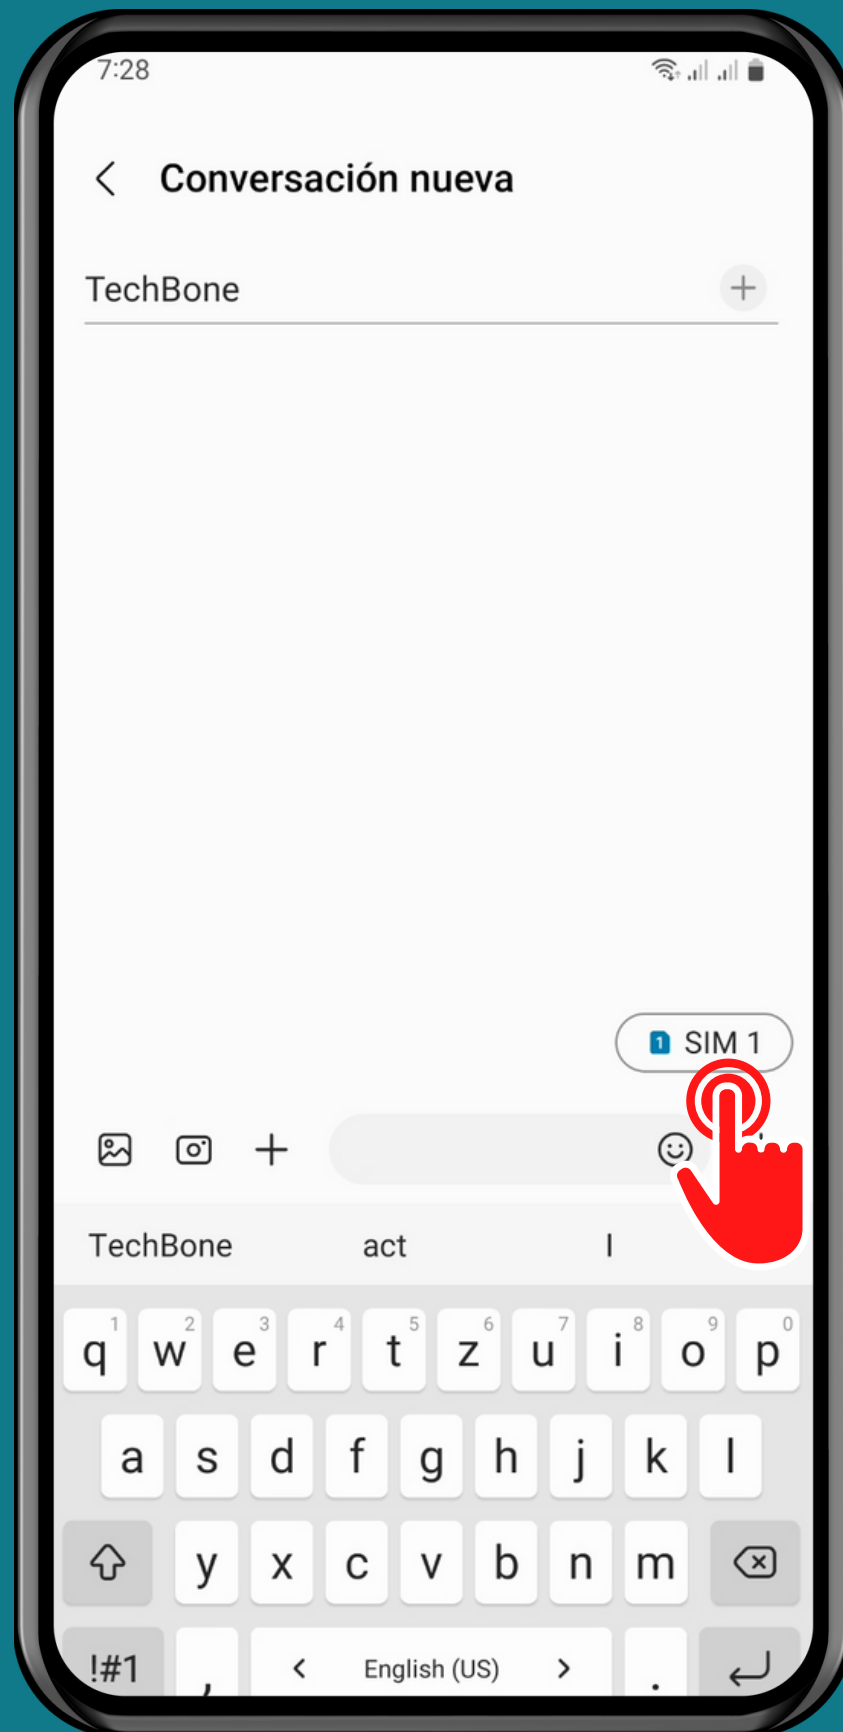 7:28
Conversación nueva
TechBone
1 SIM 1
TechBone act I
1 2 3 4 5 6 7 8 9 0
q w e r t z u i o p
a s d f g h j k l
y x c v b n m
!#1 , < English (US) > .